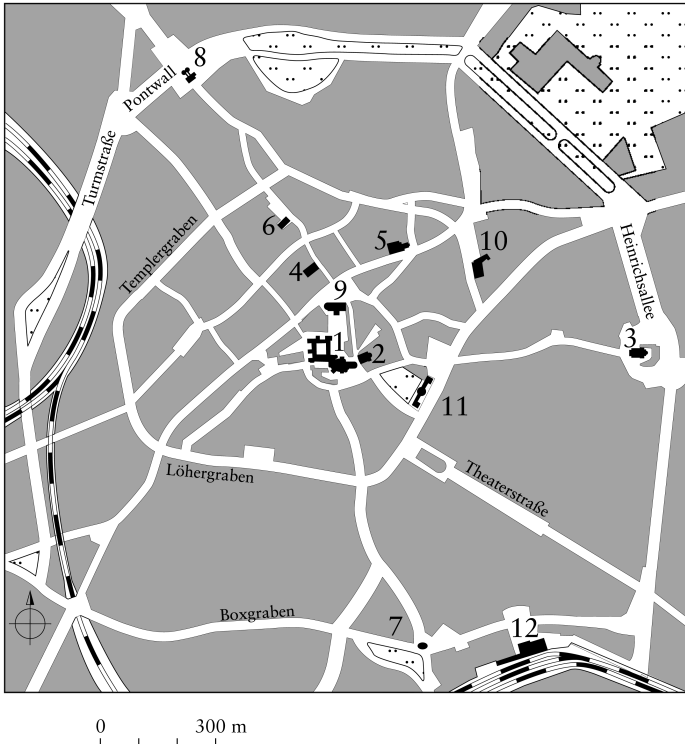 8
Pontwall
Turmstraße
Templergraben
6
5
10
4
Heinrichsallee
9
1
2
3
11
Löhergraben
Theaterstraße
Boxgraben
7
12
0 300 m